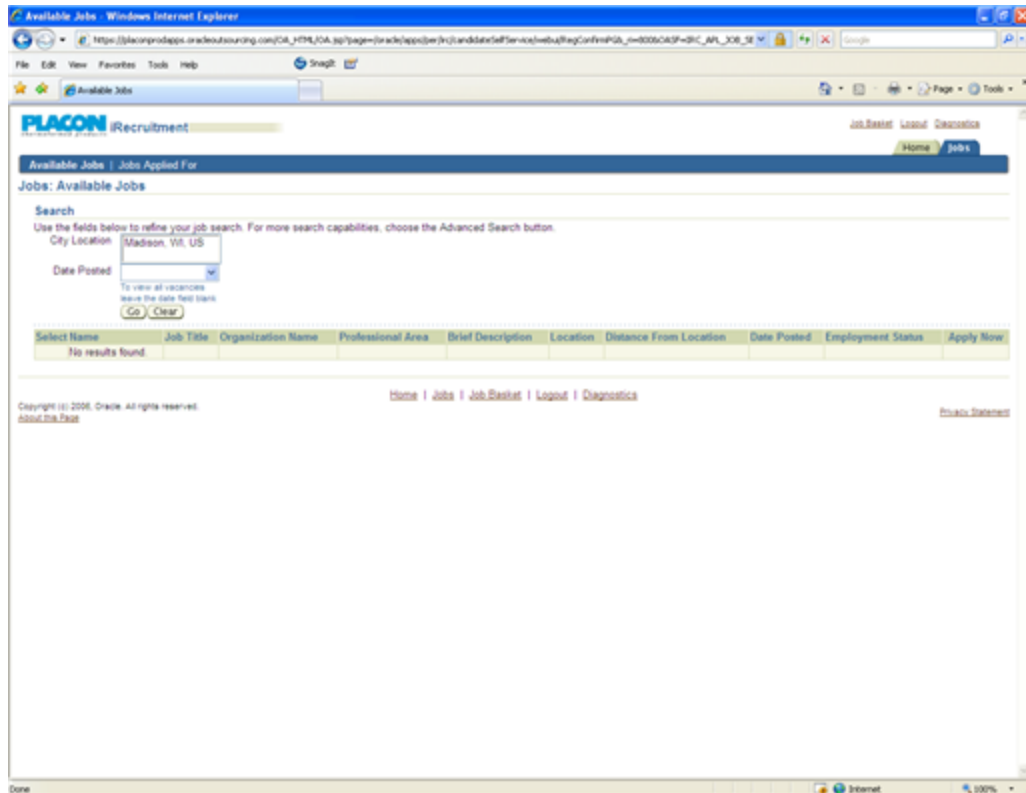 Available Jobs - Windows Internet Explorer
Google
File Edit View Favorites Tools Help SnagIt
Available Jobs Page Tools
PLACON iRecruitment
thermoformed products
Job Basket Logout Diagnostics
Home Jobs
Available Jobs | Jobs Applied For
Jobs: Available Jobs
Search
Use the fields below to refine your job search. For more search capabilities, choose the Advanced Search button.
City Location Madison, WI, US
Date Posted
To view all vacancies
leave the date field blank
Go Clear
Select Name Job Title Organization Name Professional Area Brief Description Location Distance From Location Date Posted Employment Status Apply Now
No results found.
Home | Jobs | Job Basket | Logout | Diagnostics
Copyright (c) 2006, Oracle. All rights reserved.
About this Page Privacy Statement
Done Internet 100%